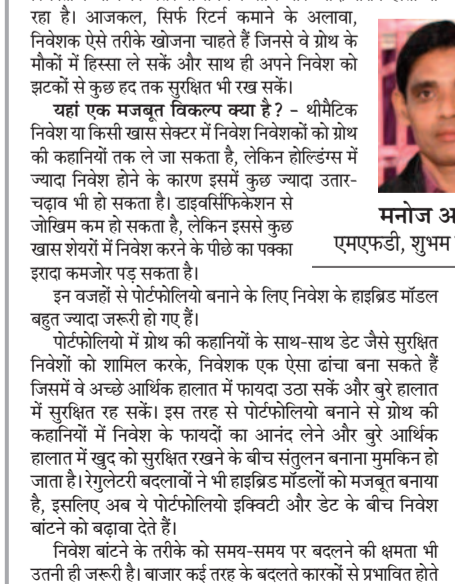 रहा है। आजकल, सिर्फ रिटर्न कमाने के अलावा,
निवेशक ऐसे तरीके खोजना चाहते हैं जिनसे वे ग्रोथ के
मौकों में हिस्सा ले सकें और साथ ही अपने निवेश को
झटकों से कुछ हद तक सुरक्षित भी रख सकें।
यहां एक मजबूत विकल्प क्या है? - थीमैटिक
निवेश या किसी खास सेक्टर में निवेश निवेशकों को ग्रोथ
की कहानियों तक ले जा सकता है, लेकिन होल्डिंग्स में
ज्यादा निवेश होने के कारण इसमें कुछ ज्यादा उतार-
चढ़ाव भी हो सकता है। डाइवर्सिफिकेशन से
जोखिम कम हो सकता है, लेकिन इससे कुछ
खास शेयरों में निवेश करने के पीछे का पक्का
इरादा कमजोर पड़ सकता है।
मनोज
एमएफडी, शुभम
इन वजहों से पोर्टफोलियो बनाने के लिए निवेश के हाइब्रिड मॉडल
बहुत ज्यादा जरूरी हो गए हैं।
पोर्टफोलियो में ग्रोथ की कहानियों के साथ-साथ डेट जैसे सुरक्षित
निवेशों को शामिल करके, निवेशक एक ऐसा ढांचा बना सकते हैं
जिसमें वे अच्छे आर्थिक हालात में फायदा उठा सकें और बुरे हालात
में सुरक्षित रह सकें। इस तरह से पोर्टफोलियो बनाने से ग्रोथ की
कहानियों में निवेश के फायदों का आनंद लेने और बुरे आर्थिक
हालात में खुद को सुरक्षित रखने के बीच संतुलन बनाना मुमकिन हो
जाता है। रेगुलेटरी बदलावों ने भी हाइब्रिड मॉडलों को मजबूत बनाया
है, इसलिए अब ये पोर्टफोलियो इक्विटी और डेट के बीच निवेश
बांटने को बढ़ावा देते हैं।
निवेश बांटने के तरीके को समय-समय पर बदलने की क्षमता भी
उतनी ही जरूरी है। बाजार कई तरह के बदलते कारकों से प्रभावित होते